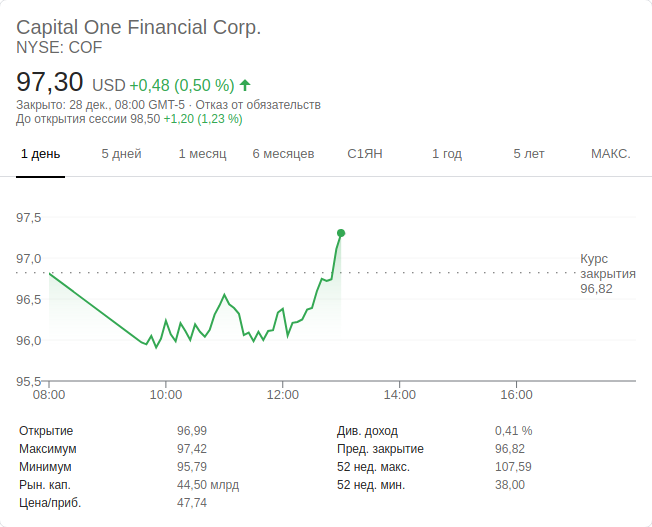 Capital One Financial Corp.
NYSE: COF
97,30 USD +0,48 (0,50 %)
Закрыто: 28 дек., 08:00 GMT-5 · Отказ от обязательств
До открытия сессии 98,50 +1,20 (1,23 %)
1 день 5 дней 1 месяц 6 месяцев С1ЯН 1 год 5 лет МАКС.
97,5
97,0
96,5
96,0
95,5
Курс
закрытия
96,82
08:00 10:00 12:00 14:00 16:00
Открытие 96,99 Див. доход 0,41 %
Максимум 97,42 Пред. закрытие 96,82
Минимум 95,79 52 нед. макс. 107,59
Рын. кап. 44,50 млрд 52 нед. мин. 38,00
Цена/приб. 47,74